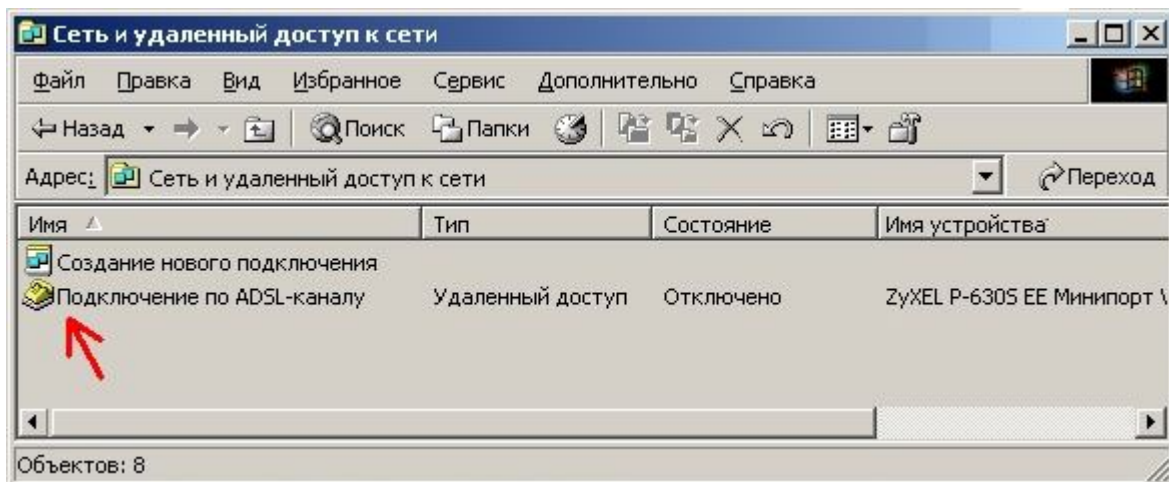 Сеть и удаленный доступ к сети
Файл Правка Вид Избранное Сервис Дополнительно Справка
Назад Поиск Папки
Адрес: Сеть и удаленный доступ к сети Переход
Имя Тип Состояние Имя устройства
Создание нового подключения
Подключение по ADSL-каналу Удаленный доступ Отключено ZyXEL P-630S EE Минипорт
Объектов: 8